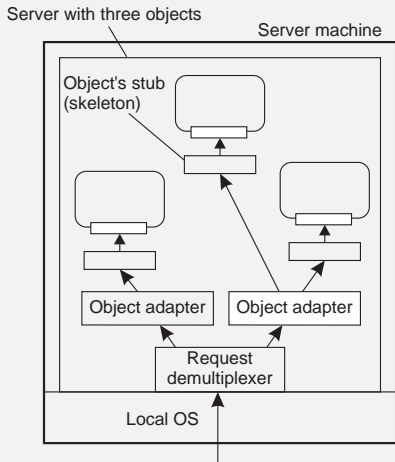 Server with three objects
Server machine
Object's stub
(skeleton)
Object adapter
Object adapter
Request
demultiplexer
Local OS